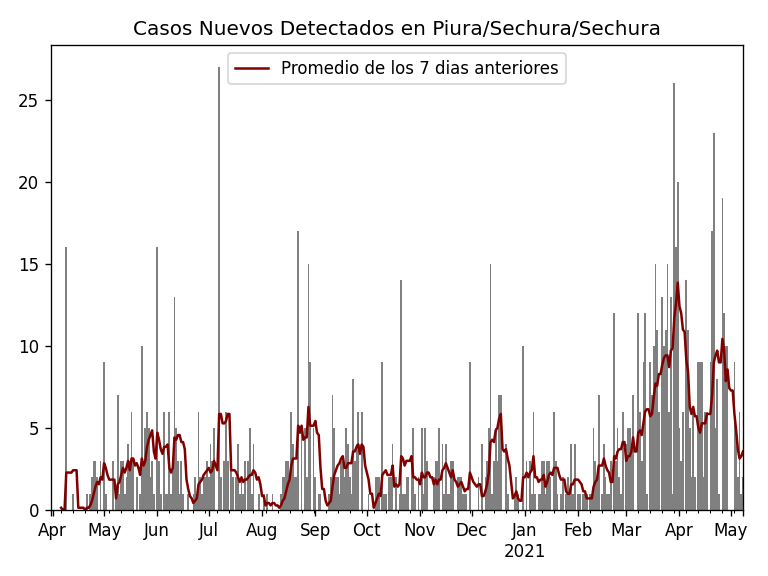 Casos Nuevos Detectados en Piura/Sechura/Sechura
Promedio de los 7 dias anteriores
25
20
15
10
5
0
Apr May Jun Jul Aug Sep Oct Nov Dec Jan Feb Mar Apr May
2021